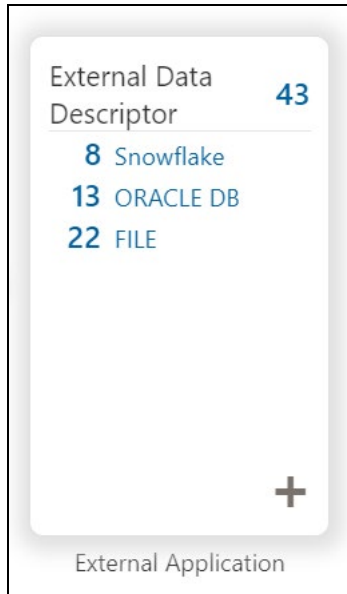 External Data
Descriptor 43
8 Snowflake
13 ORACLE DB
22 FILE
+
External Application